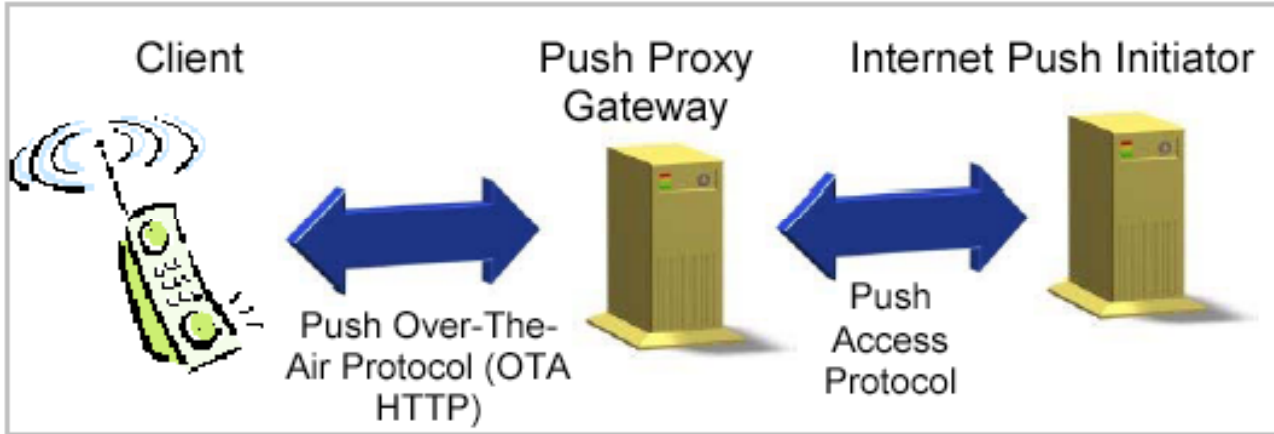 Client
Push Proxy
Gateway
Internet Push Initiator
Push Over-The-
Air Protocol (OTA
HTTP)
Push
Access
Protocol